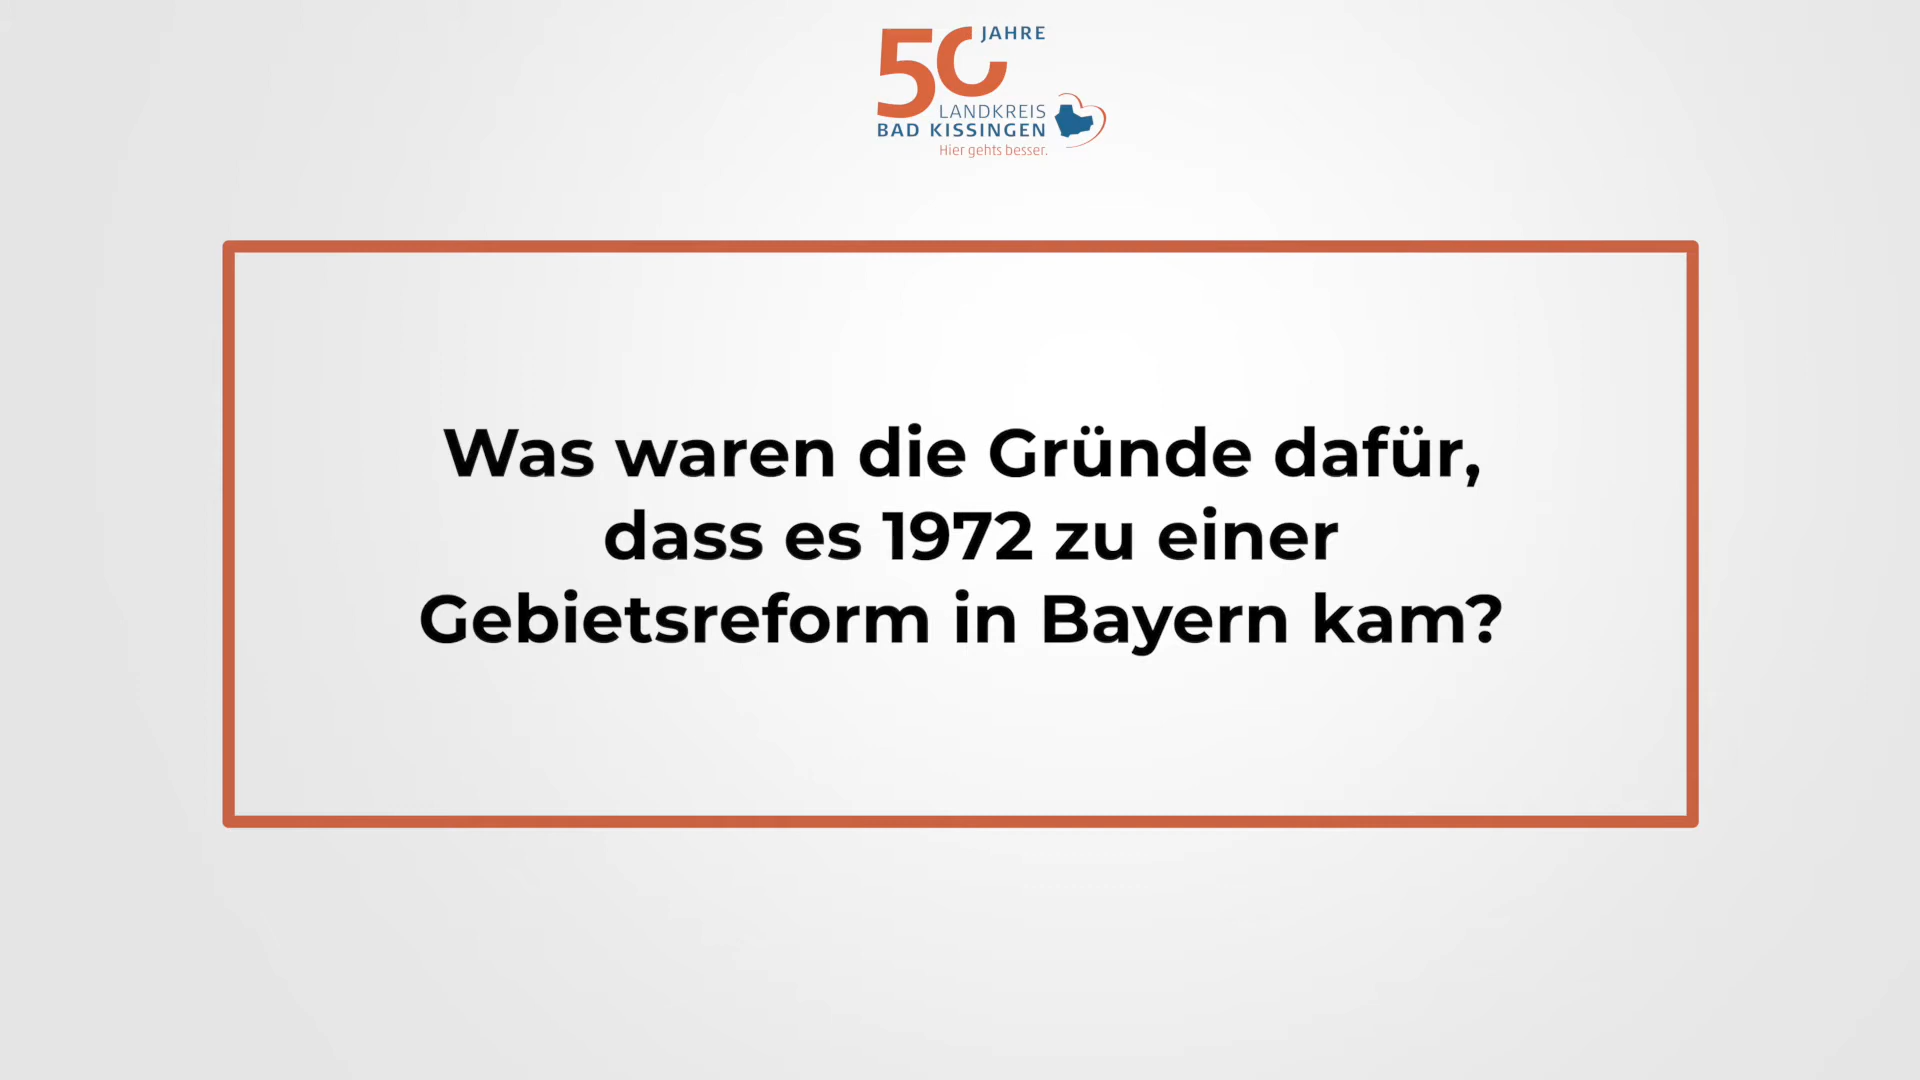 50 JAHRE
LANDKREIS
BAD KISSINGEN
Hier gehts besser.
Was waren die Gründe dafür,
dass es 1972 zu einer
Gebietsreform in Bayern kam?